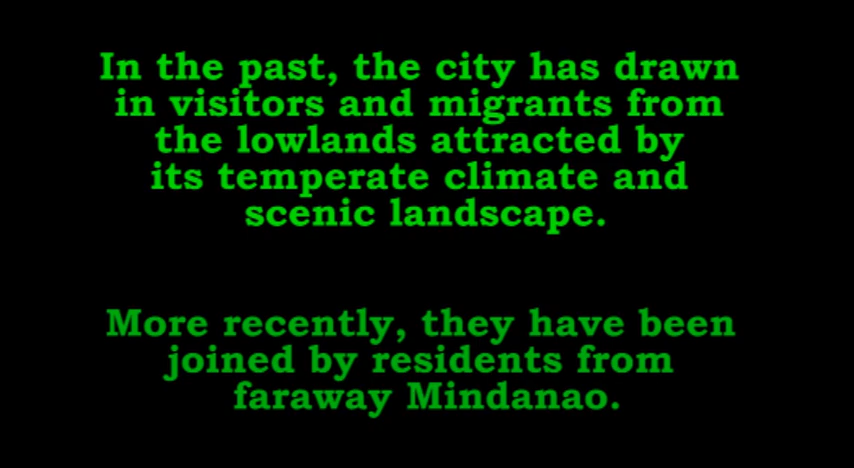 In the past, the city has drawn
in visitors and migrants from
the lowlands attracted by
its temperate climate and
scenic landscape.
More recently, they have been
joined by residents from
faraway Mindanao.